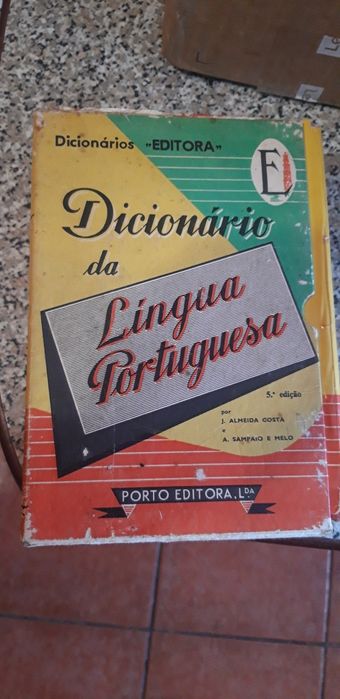 Dicionários „EDITORA"
E
Dicionário
da
Língua
Portuguesa
5.ª edição
por
J. ALMEIDA COSTA
e
A. SAMPAIO E MELO
PORTO EDITORA, L.DA